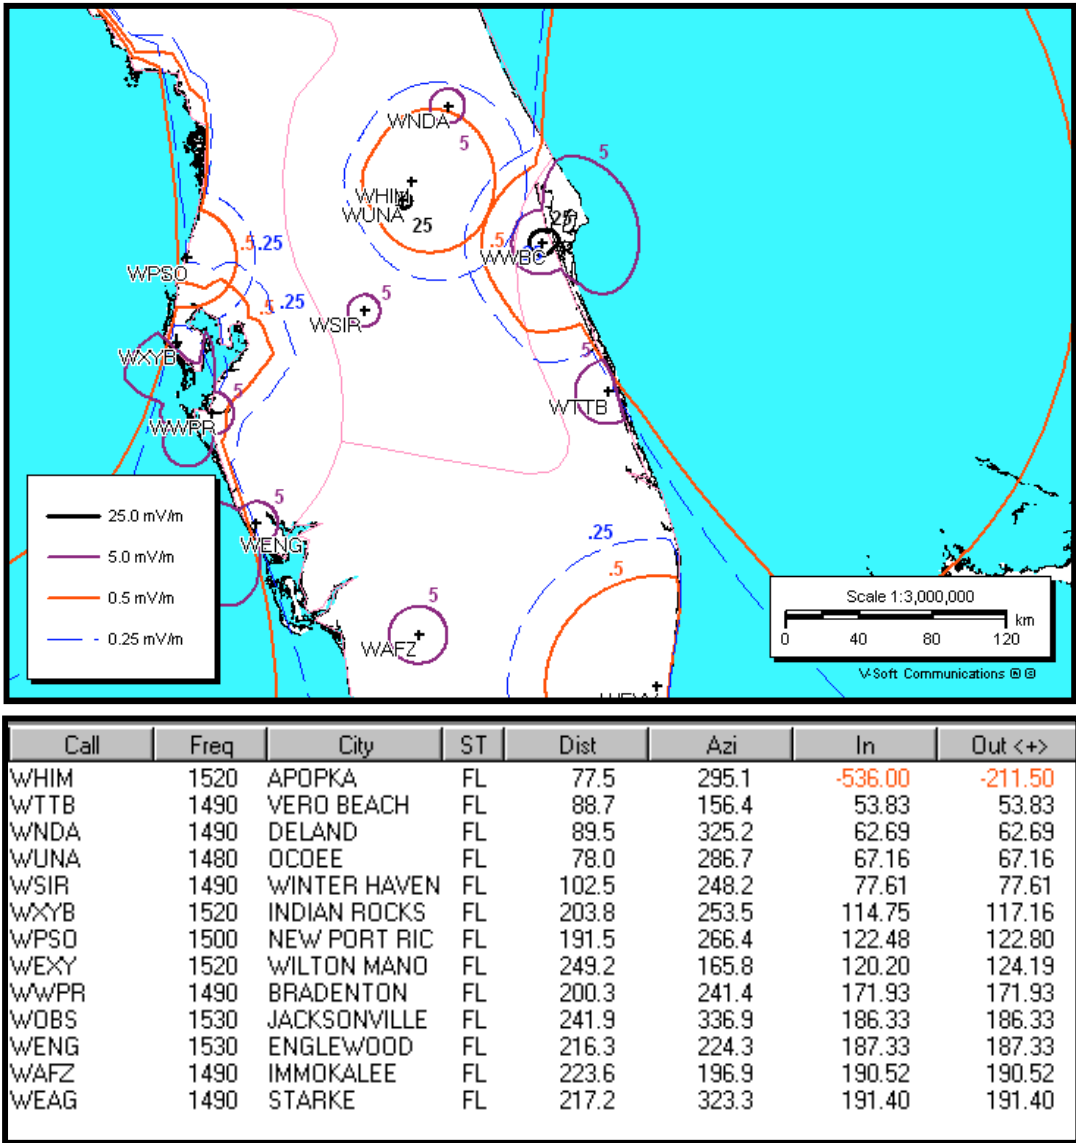 WNDA
5
WHIM
WUNA
25
5
25
.5
WWBC
.5
.25
WPSO
.5
.25
5
WSIR
WXYB
5
WTTB
5
WWPR
5
WENG
.25
.5
5
WAFZ
25.0 mV/m
5.0 mV/m
0.5 mV/m
0.25 mV/m
Scale 1:3,000,000
km
0 40 80 120
V-Soft Communications ® ©
Call Freq City ST Dist Azi In Out <+>
WHIM 1520 APOPKA FL 77.5 295.1 -536.00 -211.50
WTTB 1490 VERO BEACH FL 88.7 156.4 53.83 53.83
WNDA 1490 DELAND FL 89.5 325.2 62.69 62.69
WUNA 1480 OCOEE FL 78.0 286.7 67.16 67.16
WSIR 1490 WINTER HAVEN FL 102.5 248.2 77.61 77.61
WXYB 1520 INDIAN ROCKS FL 203.8 253.5 114.75 117.16
WPSO 1500 NEW PORT RIC FL 191.5 266.4 122.48 122.80
WEXY 1520 WILTON MANO FL 249.2 165.8 120.20 124.19
WWPR 1490 BRADENTON FL 200.3 241.4 171.93 171.93
WOBS 1530 JACKSONVILLE FL 241.9 336.9 186.33 186.33
WENG 1530 ENGLEWOOD FL 216.3 224.3 187.33 187.33
WAFZ 1490 IMMOKALEE FL 223.6 196.9 190.52 190.52
WEAG 1490 STARKE FL 217.2 323.3 191.40 191.40